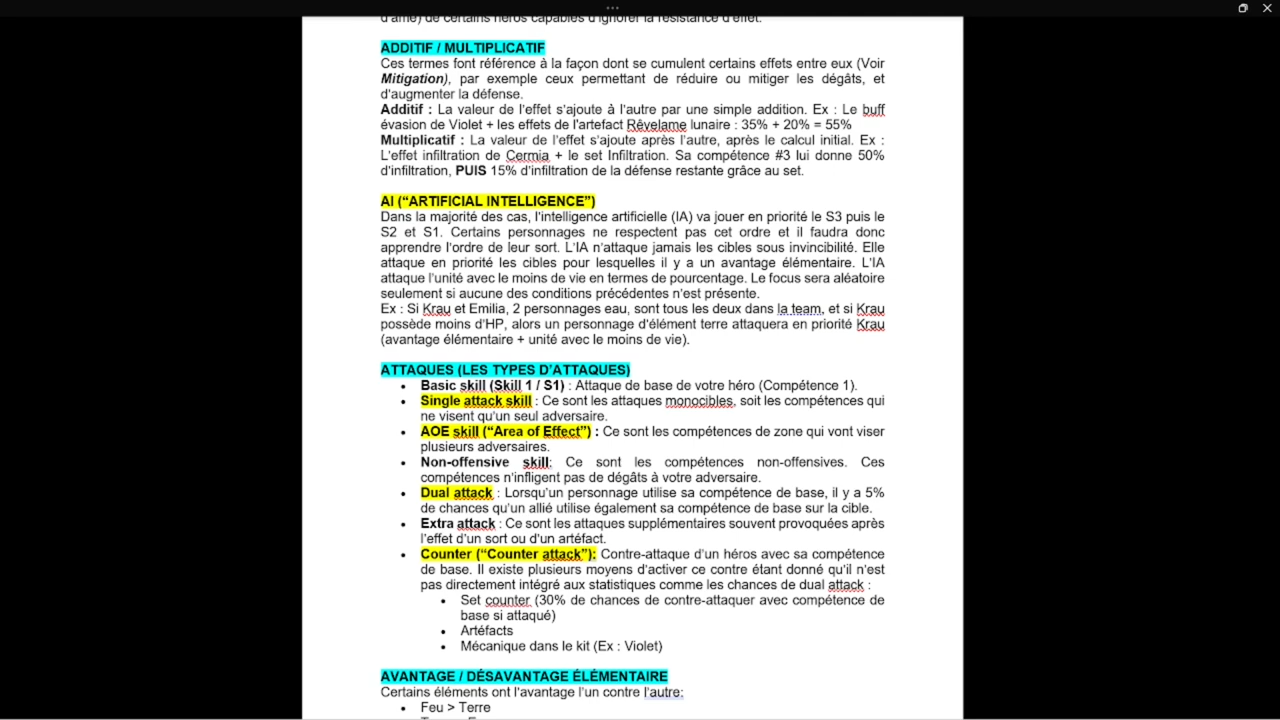 d'âme) de certains héros capables d'ignorer la résistance d'effet.
ADDITIF / MULTIPLICATIF
Ces termes font référence à la façon dont se cumulent certains effets entre eux (Voir
Mitigation), par exemple ceux permettant de réduire ou mitiger les dégâts, et
d'augmenter la défense.
Additif : La valeur de l'effet s'ajoute à l'autre par une simple addition. Ex : Le buff
évasion de Violet + les effets de l'artefact Rêvelame lunaire : 35% + 20% = 55%
Multiplicatif : La valeur de l'effet s'ajoute après l'autre, après le calcul initial. Ex :
L'effet infiltration de Cermia + le set Infiltration. Sa compétence #3 lui donne 50%
d'infiltration, PUIS 15% d'infiltration de la défense restante grâce au set.
AI ("ARTIFICIAL INTELLIGENCE")
Dans la majorité des cas, l'intelligence artificielle (IA) va jouer en priorité le S3 puis le
S2 et S1. Certains personnages ne respectent pas cet ordre et il faudra donc
apprendre l'ordre de leur sort. L'IA n'attaque jamais les cibles sous invincibilité. Elle
attaque en priorité les cibles pour lesquelles il y a un avantage élémentaire. L'IA
attaque l'unité avec le moins de vie en termes de pourcentage. Le focus sera aléatoire
seulement si aucune des conditions précédentes n'est présente.
Ex : Si Krau et Emilia, 2 personnages eau, sont tous les deux dans la team, et si Krau
possède moins d'HP, alors un personnage d'élément terre attaquera en priorité Krau
(avantage élémentaire + unité avec le moins de vie).
ATTAQUES (LES TYPES D'ATTAQUES)
• Basic skill (Skill 1 / S1) : Attaque de base de votre héro (Compétence 1).
• Single attack skill : Ce sont les attaques monocibles, soit les compétences qui
ne visent qu'un seul adversaire.
• AOE skill ("Area of Effect") : Ce sont les compétences de zone qui vont viser
plusieurs adversaires.
• Non-offensive skill: Ce sont les compétences non-offensives. Ces
compétences n'infligent pas de dégâts à votre adversaire.
• Dual attack : Lorsqu'un personnage utilise sa compétence de base, il y a 5%
de chances qu'un allié utilise également sa compétence de base sur la cible.
• Extra attack : Ce sont les attaques supplémentaires souvent provoquées après
l'effet d'un sort ou d'un artéfact.
• Counter ("Counter attack"): Contre-attaque d'un héros avec sa compétence
de base. Il existe plusieurs moyens d'activer ce contre étant donné qu'il n'est
pas directement intégré aux statistiques comme les chances de dual attack :
• Set counter (30% de chances de contre-attaquer avec compétence de
base si attaqué)
• Artéfacts
• Mécanique dans le kit (Ex : Violet)
AVANTAGE / DÉSAVANTAGE ÉLÉMENTAIRE
Certains éléments ont l'avantage l'un contre l'autre:
• Feu > Terre